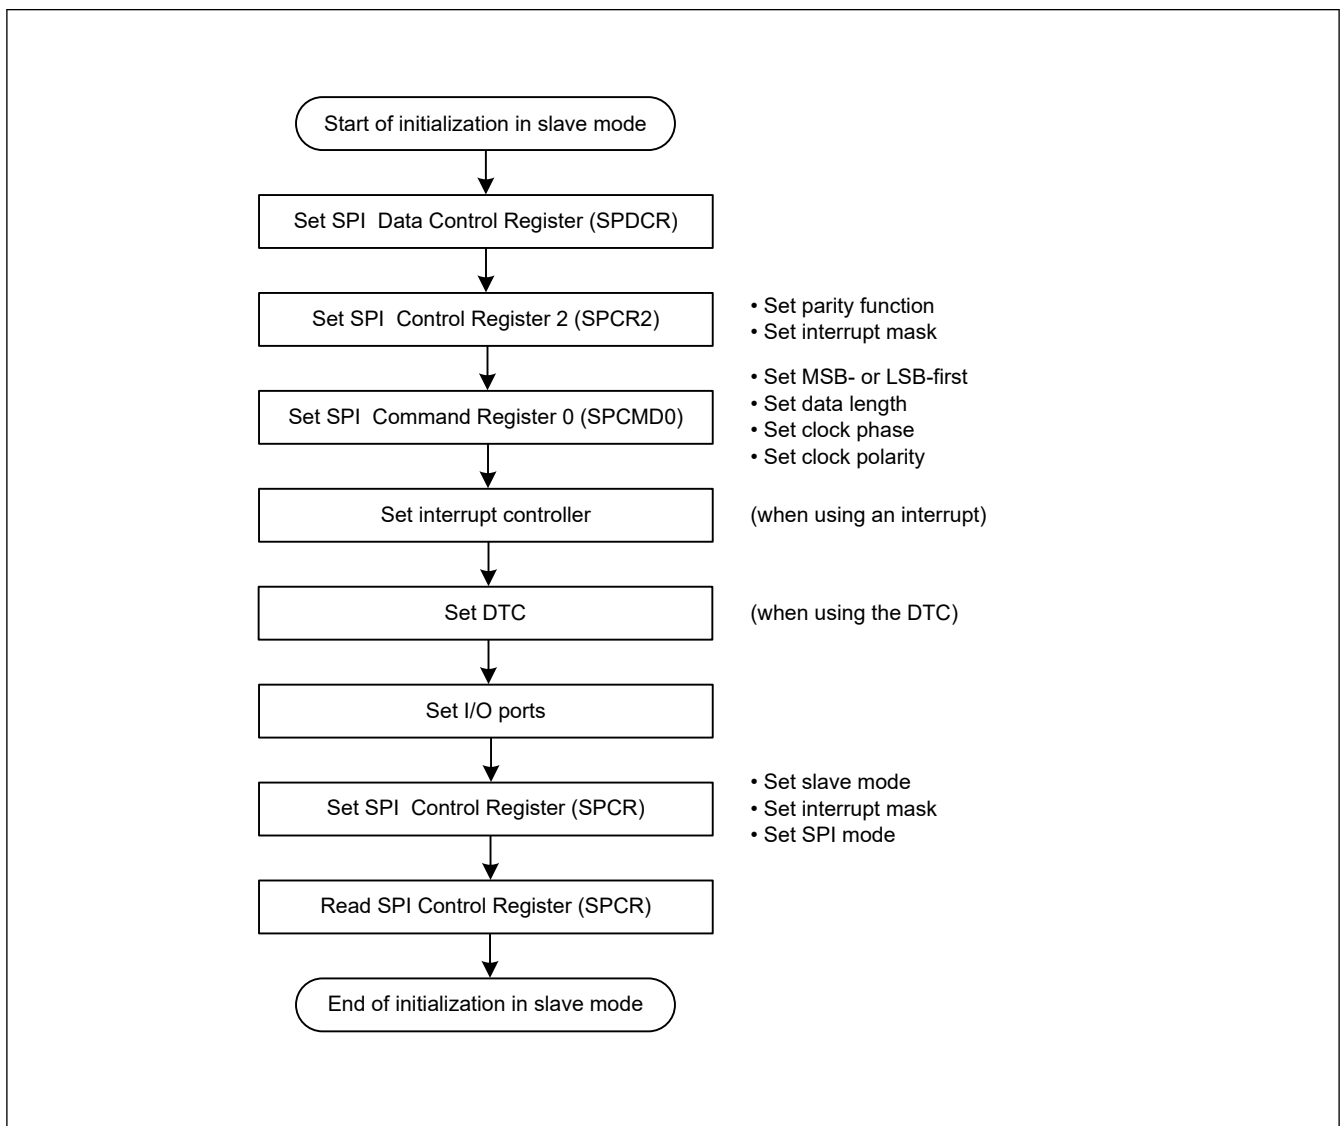 Start of initialization in slave mode
Set SPI  Data Control Register (SPDCR)
Set SPI  Control Register 2 (SPCR2)
• Set parity function
• Set interrupt mask
Set SPI  Command Register 0 (SPCMD0)
• Set MSB- or LSB-first
• Set data length
• Set clock phase
• Set clock polarity
Set interrupt controller
(when using an interrupt)
Set DTC
(when using the DTC)
Set I/O ports
Set SPI  Control Register (SPCR)
• Set slave mode
• Set interrupt mask
• Set SPI mode
Read SPI Control Register (SPCR)
End of initialization in slave mode